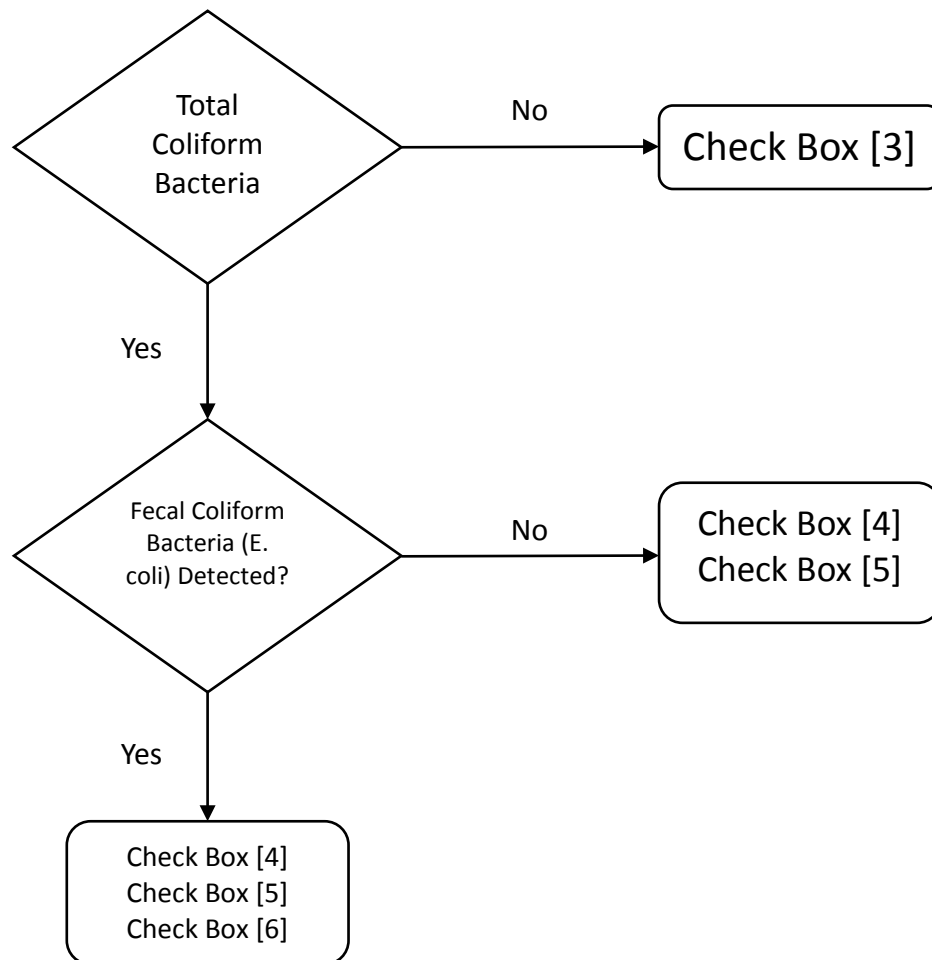 Total
Coliform
Bacteria
No
Check Box [3]
Yes
Fecal Coliform
Bacteria (E.
coli) Detected?
No
Check Box [4]
Check Box [5]
Yes
Check Box [4]
Check Box [5]
Check Box [6]